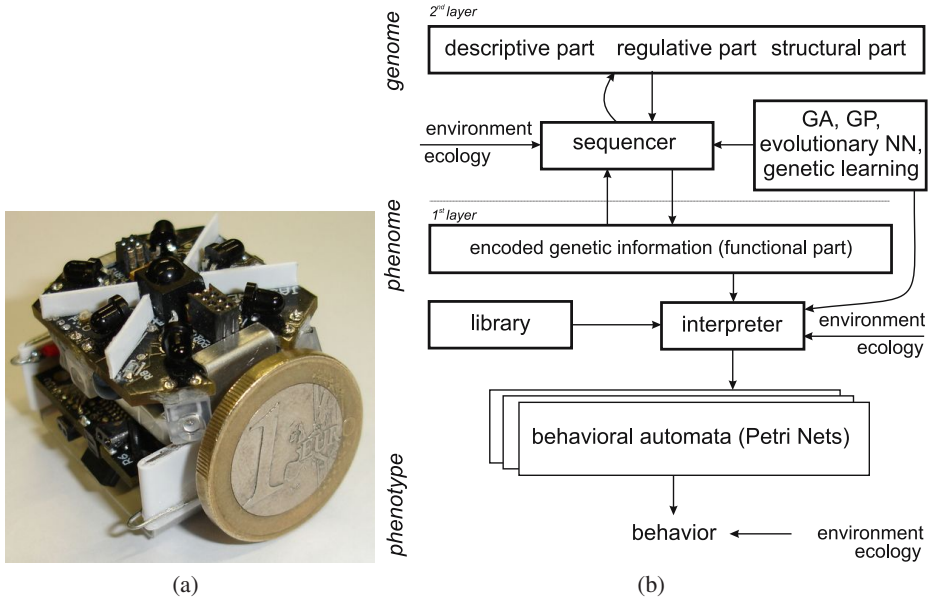 2nd layer
genome
descriptive part regulative part structural part
environment
ecology
sequencer
GA, GP,
evolutionary NN,
genetic learning
phenome
1st layer
encoded genetic information (functional part)
library
interpreter
environment
ecology
phenotype
behavioral automata (Petri Nets)
behavior
environment
ecology
1
EURO
R6
(a)
(b)